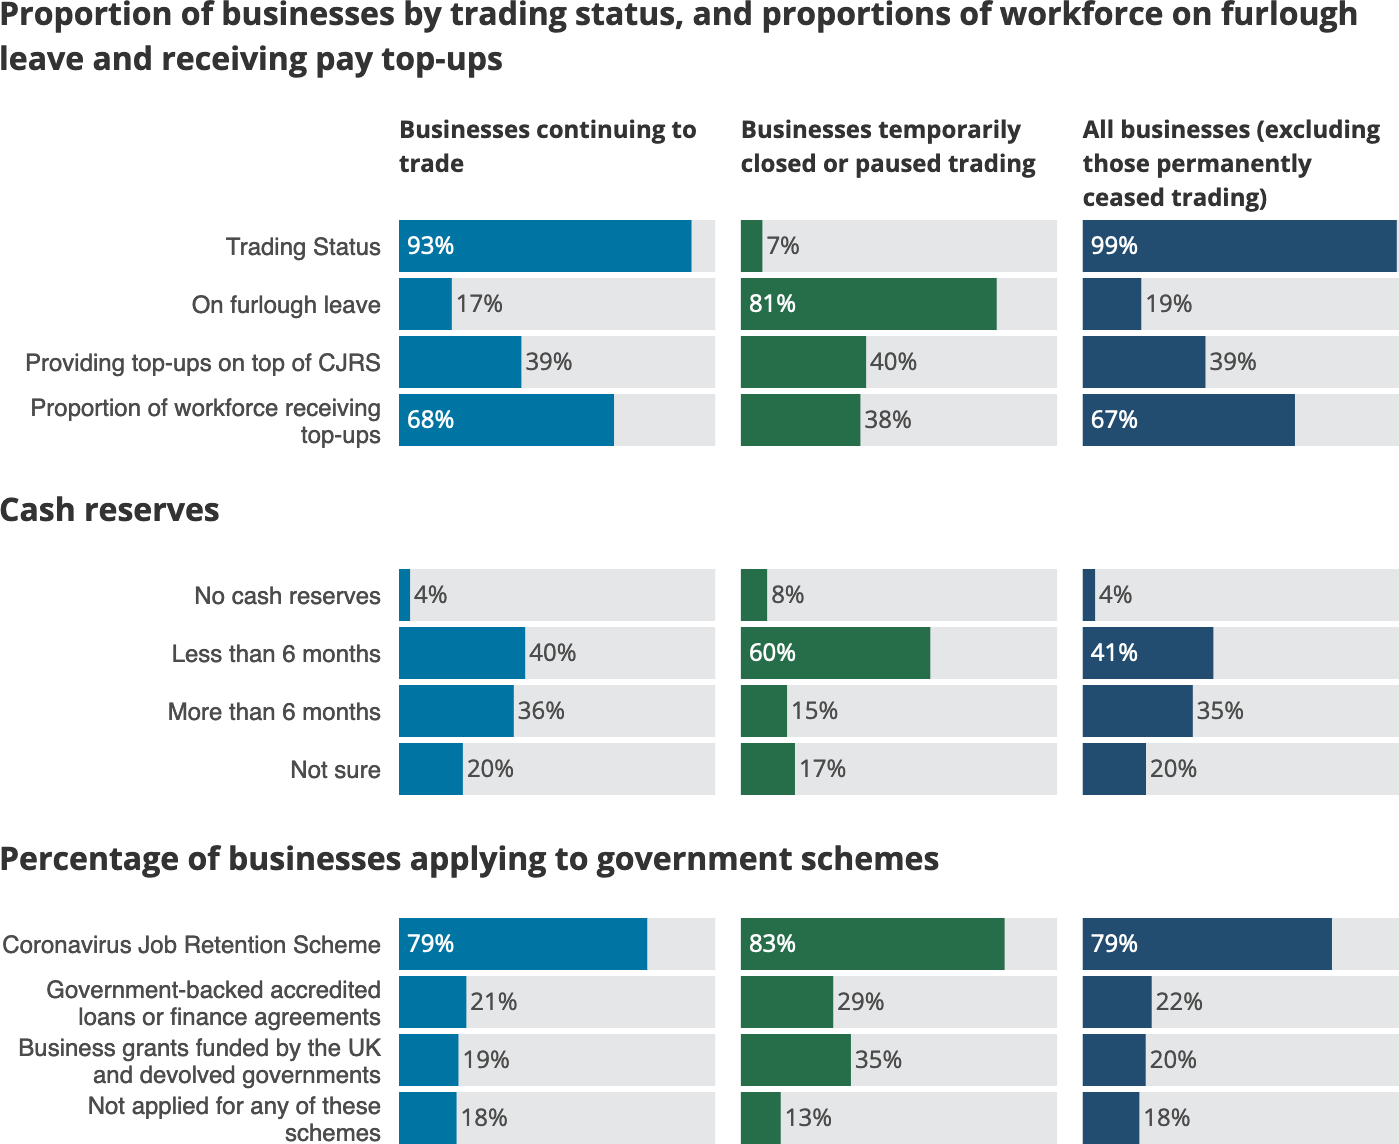 Proportion of businesses by trading status, and proportions of workforce on furlough
leave and receiving pay top-ups
Businesses continuing to
trade
Businesses temporarily
closed or paused trading
All businesses (excluding
those permanently
ceased trading)
Trading Status 93% 7% 99%
On furlough leave 17% 81% 19%
Providing top-ups on top of CJRS 39% 40% 39%
Proportion of workforce receiving
top-ups 68% 38% 67%
Cash reserves
No cash reserves 4% 8% 4%
Less than 6 months 40% 60% 41%
More than 6 months 36% 15% 35%
Not sure 20% 17% 20%
Percentage of businesses applying to government schemes
Coronavirus Job Retention Scheme 79% 83% 79%
Government-backed accredited
loans or finance agreements 21% 29% 22%
Business grants funded by the UK
and devolved governments 19% 35% 20%
Not applied for any of these
schemes 18% 13% 18%